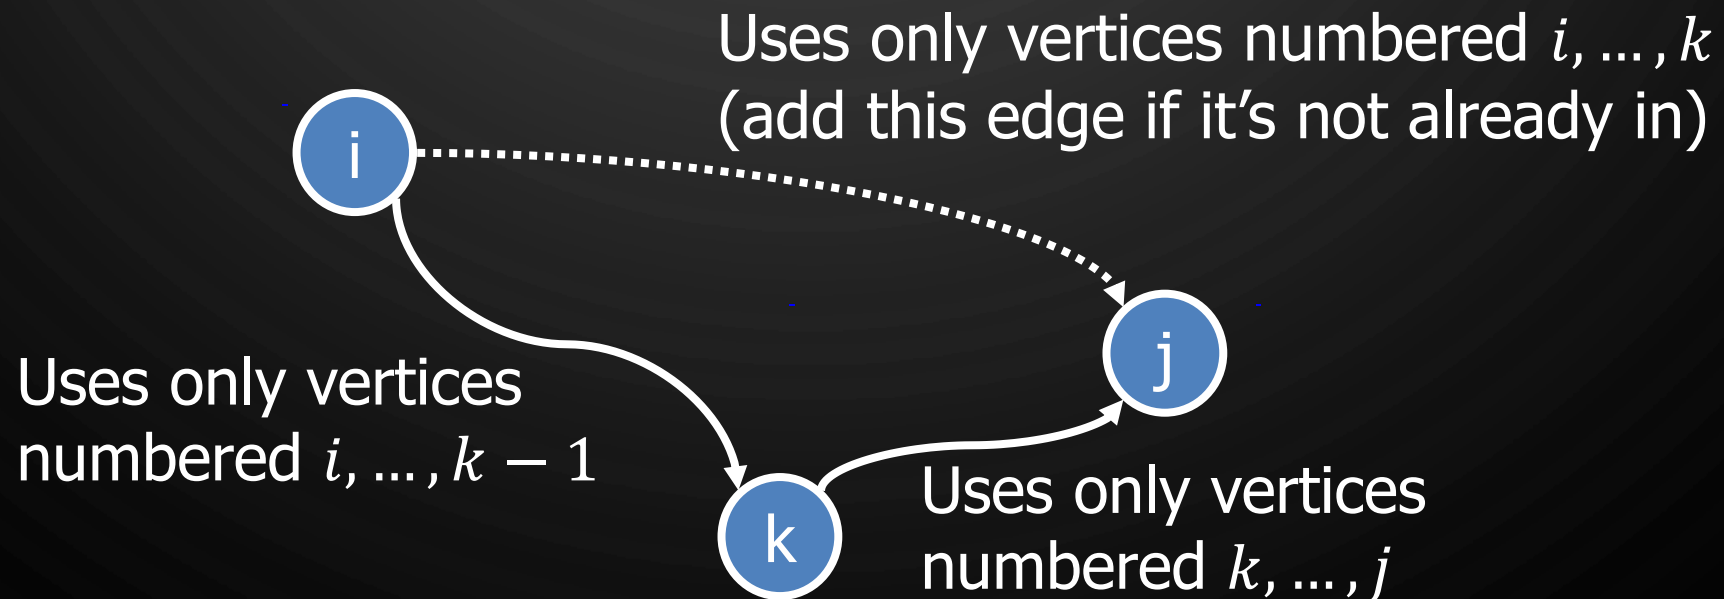 Uses only vertices numbered i, … , k
(add this edge if it’s not already in)
i
j
Uses only vertices
numbered i, … , k − 1
Uses only vertices
numbered k, … , j
k